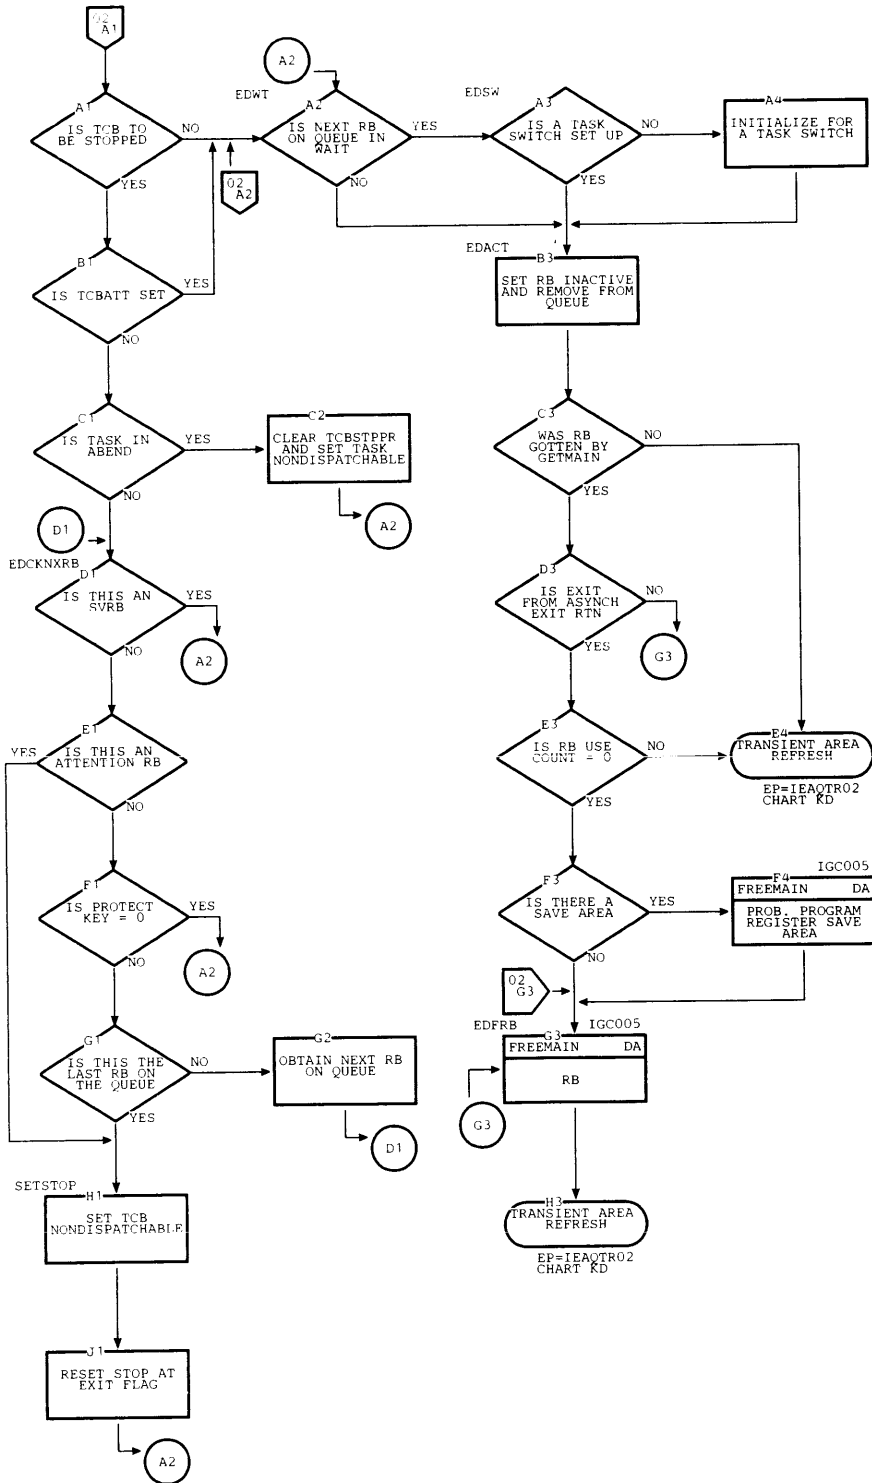 02
A1
A1
IS TCB TO
BE STOPPED
NO
YES
EDWT
A2
A2
IS NEXT RB
ON QUEUE IN
WAIT
YES
NO
02
A2
EDSW
A3
IS A TASK
SWITCH SET UP
NO
YES
A4
INITIALIZE FOR
A TASK SWITCH
B1
IS TCBATT SET
YES
NO
EDACT
B3
SET RB INACTIVE
AND REMOVE FROM
QUEUE
C1
IS TASK IN
ABEND
YES
NO
C2
CLEAR TCBSTPPR
AND SET TASK
NONDISPATCHABLE
A2
C3
WAS RB
GOTTEN BY
GETMAIN
NO
YES
D1
EDCKNXRB
D1
IS THIS AN
SVRB
YES
NO
A2
D3
IS EXIT
FROM ASYNCH
EXIT RTN
NO
YES
G3
E1
IS THIS AN
ATTENTION RB
YES
NO
E3
IS RB USE
COUNT = 0
NO
YES
E4
TRANSIENT AREA
REFRESH
EP=IEAQTR02
CHART KD
F1
IS PROTECT
KEY = 0
YES
NO
A2
F3
IS THERE A
SAVE AREA
YES
NO
IGC005
F4
FREEMAIN DA
PROB. PROGRAM
REGISTER SAVE
AREA
02
G3
G1
IS THIS THE
LAST RB ON
THE QUEUE
NO
YES
G2
OBTAIN NEXT RB
ON QUEUE
D1
EDFRB
IGC005
G3
FREEMAIN DA
RB
G3
SETSTOP
H1
SET TCB
NONDISPATCHABLE
H3
TRANSIENT AREA
REFRESH
EP=IEAQTR02
CHART KD
J1
RESET STOP AT
EXIT FLAG
A2